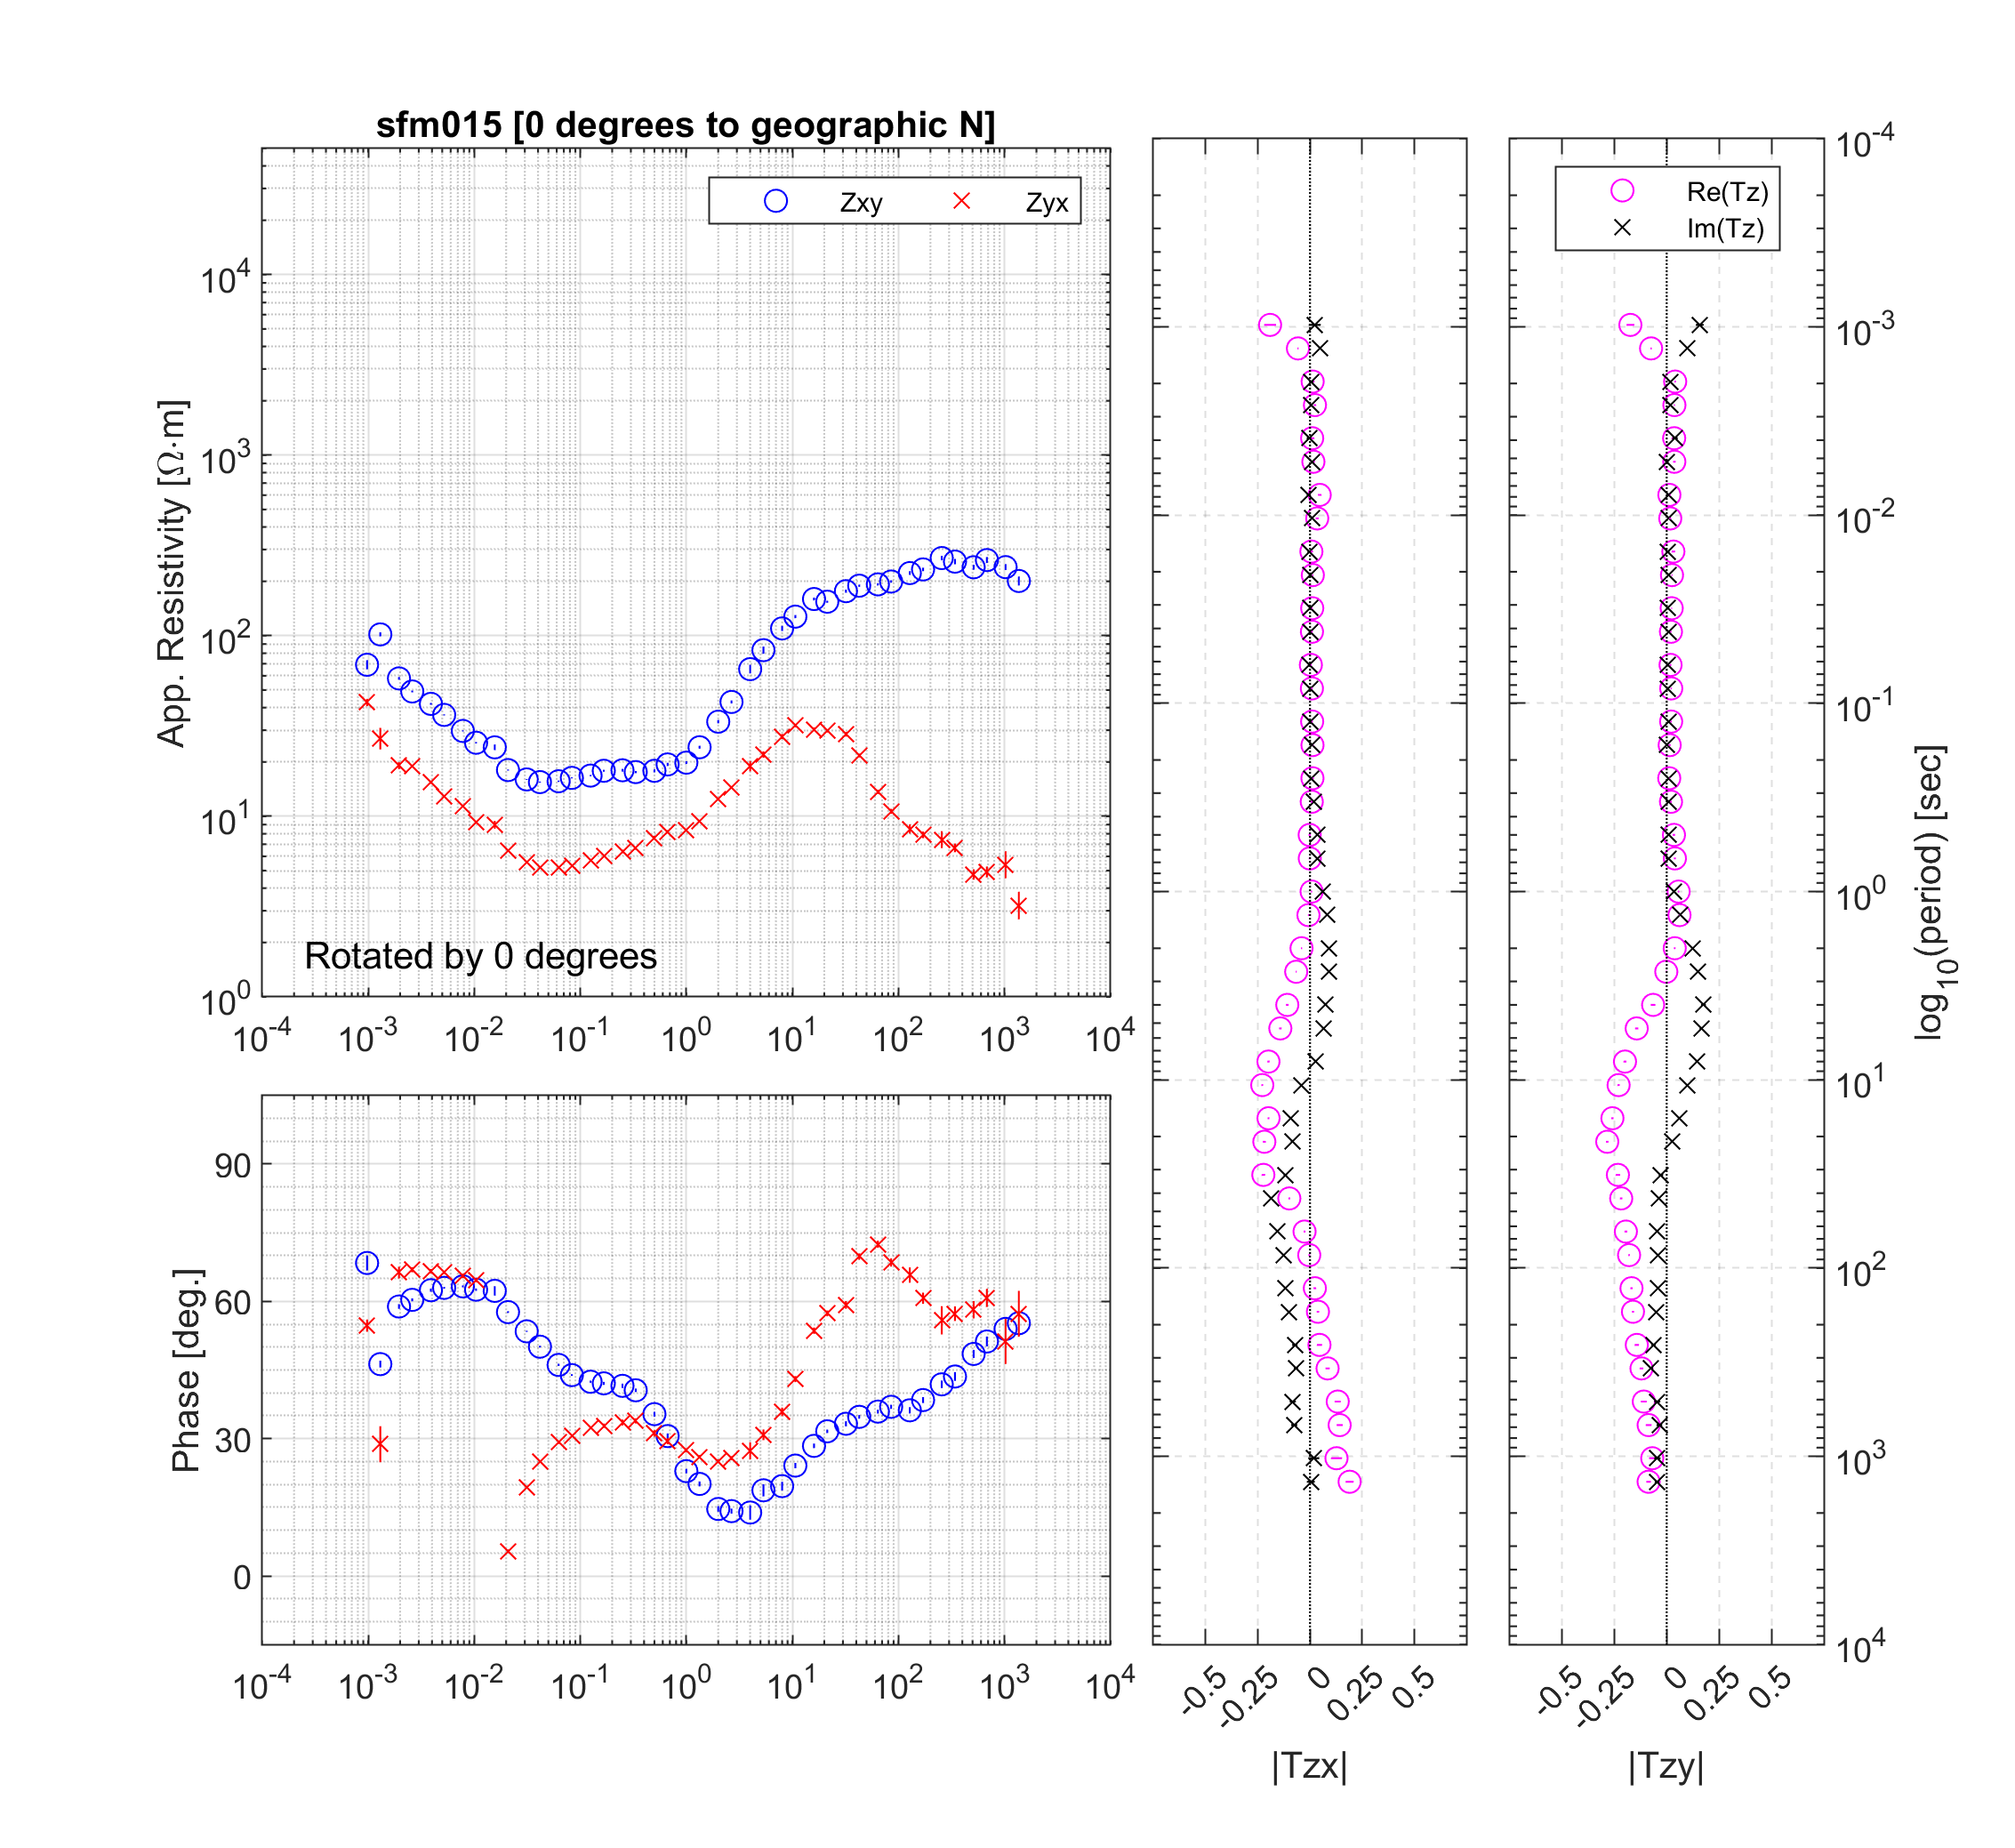 sfm015 [0 degrees to geographic N]
Zxy Zyx
App. Resistivity [Ω·m]
10^4
10^3
10^2
10^1
10^0
Rotated by 0 degrees
10^-4 10^-3 10^-2 10^-1 10^0 10^1 10^2 10^3 10^4
Phase [deg.]
90
60
30
0
10^-4 10^-3 10^-2 10^-1 10^0 10^1 10^2 10^3 10^4
-0.5 -0.25 0 0.25 0.5
|Tzx|
Re(Tz)
Im(Tz)
-0.5 -0.25 0 0.25 0.5
|Tzy|
10^-4
10^-3
10^-2
10^-1
10^0
10^1
10^2
10^3
10^4
log10(period) [sec]